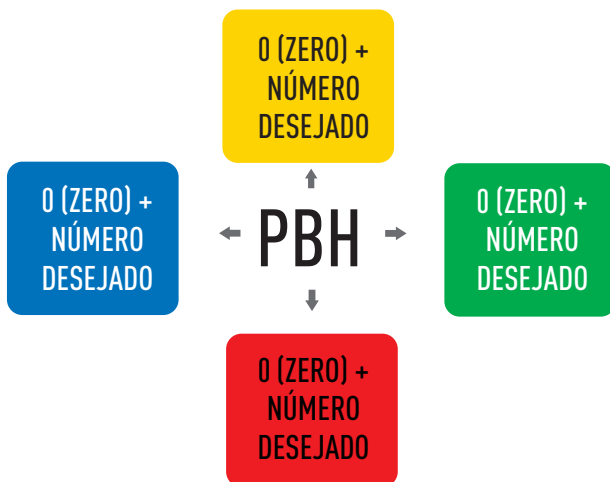 0 (ZERO) +
NÚMERO
DESEJADO
0 (ZERO) +
NÚMERO
DESEJADO
PBH
0 (ZERO) +
NÚMERO
DESEJADO
0 (ZERO) +
NÚMERO
DESEJADO